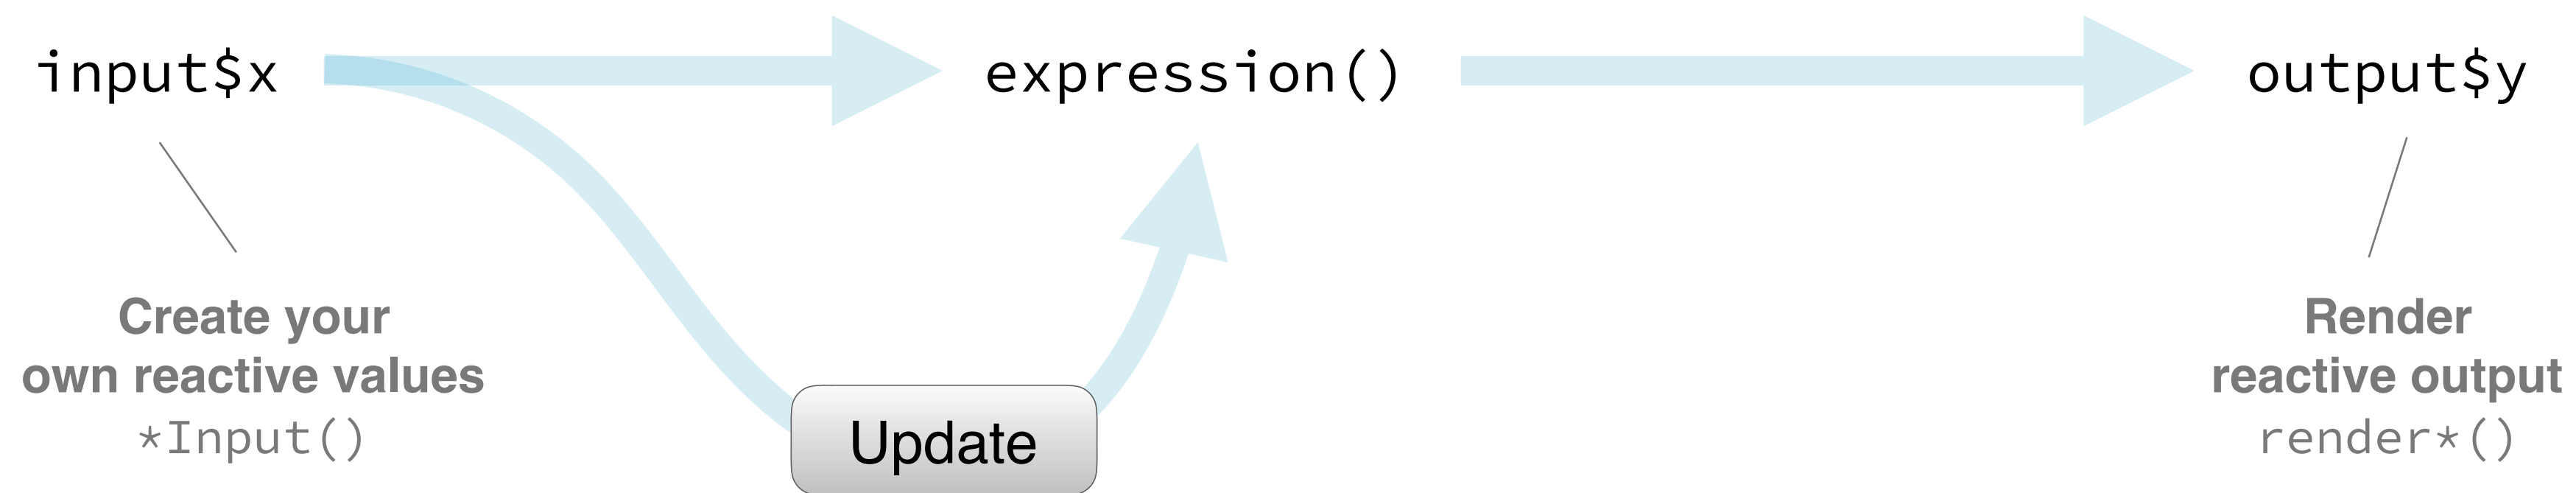 input$x
expression()
output$y
Create your
own reactive values
*Input()
Update
Render
reactive output
render*()